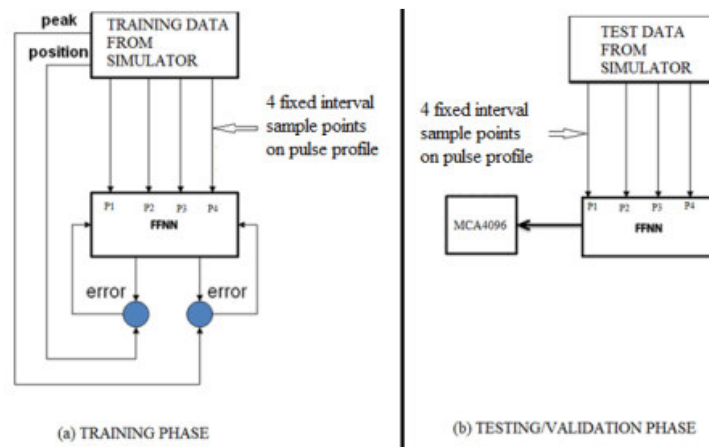 peak
position
TRAINING DATA
FROM
SIMULATOR
4 fixed interval
sample points
on pulse profile
P1 P2 P3 P4
FFNN
error error
(a) TRAINING PHASE
TEST DATA
FROM
SIMULATOR
4 fixed interval
sample points
on pulse profile
P1 P2 P3 P4
FFNN
MCA4096
(b) TESTING/VALIDATION PHASE